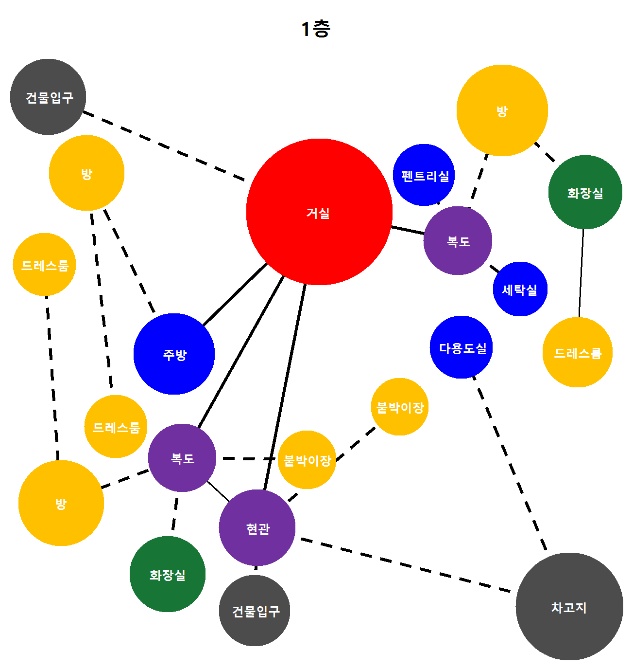 1층
건물입구
방
방
펜트리실
화장실
거실
복도
드레스룸
세탁실
주방
다용도실
드레스룸
붙박이장
드레스룸
복도
붙박이장
방
현관
화장실
건물입구
차고지